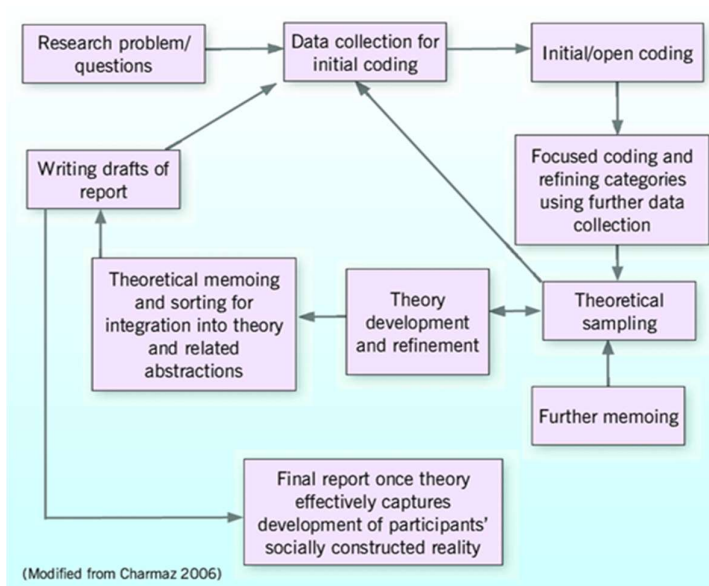 Research problem/
questions
Data collection for
initial coding
Initial/open coding
Focused coding and
refining categories
using further data
collection
Writing drafts of
report
Theoretical memoing
and sorting for
integration into theory
and related
abstractions
Theory
development
and refinement
Theoretical
sampling
Further memoing
Final report once theory
effectively captures
development of participants'
socially constructed reality
(Modified from Charmaz 2006)